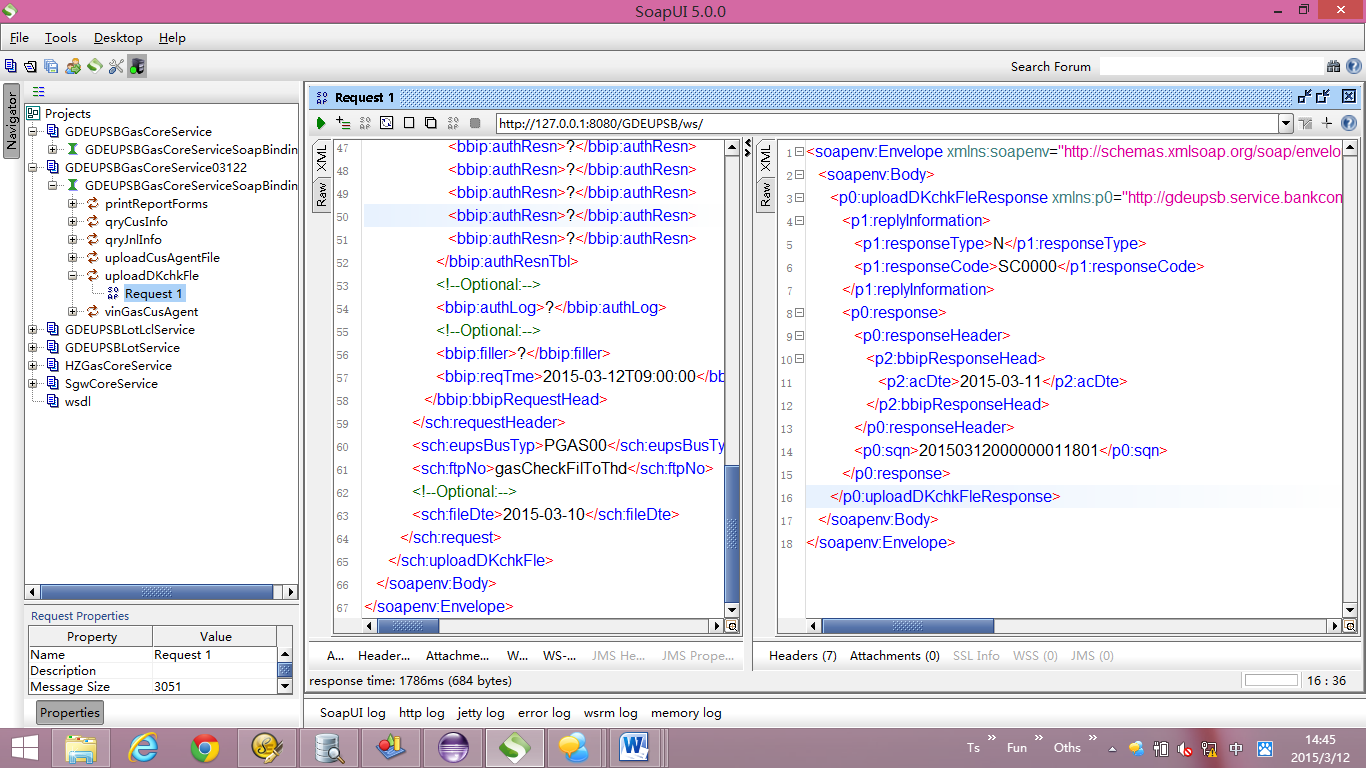 SoapUI 5.0.0
File Tools Desktop Help
Search Forum
Navigator
Projects
GDEUPSBGasCoreService
GDEUPSBGasCoreServiceSoapBindin
GDEUPSBGasCoreService03122
GDEUPSBGasCoreServiceSoapBindin
printReportForms
qryCusInfo
qryJnlInfo
uploadCusAgentFile
uploadDKchkFle
Request 1
vinGasCusAgent
GDEUPSBLotLclService
GDEUPSBLotService
HZGasCoreService
SgwCoreService
wsdl
Request Properties
Property Value
Name Request 1
Description
Message Size 3051
Properties
Request 1
http://127.0.0.1:8080/GDEUPSB/ws/
XML
Raw
47 <bbip:authResn>?</bbip:authResn>
48 <bbip:authResn>?</bbip:authResn>
49 <bbip:authResn>?</bbip:authResn>
50 <bbip:authResn>?</bbip:authResn>
51 <bbip:authResn>?</bbip:authResn>
52 </bbip:authResnTbl>
53 <!--Optional:-->
54 <bbip:authLog>?</bbip:authLog>
55 <!--Optional:-->
56 <bbip:filler>?</bbip:filler>
57 <bbip:reqTme>2015-03-12T09:00:00</bb
58 </bbip:bbipRequestHead>
59 </sch:requestHeader>
60 <sch:eupsBusTyp>PGAS00</sch:eupsBusTy
61 <sch:ftpNo>gasCheckFilToThd</sch:ftpNo>
62 <!--Optional:-->
63 <sch:fileDte>2015-03-10</sch:fileDte>
64 </sch:request>
65 </sch:uploadDKchkFle>
66 </soapenv:Body>
67 </soapenv:Envelope>
A... Header... Attachme... W... WS-... JMS He... JMS Prope...
XML
Raw
1 <soapenv:Envelope xmlns:soapenv="http://schemas.xmlsoap.org/soap/envelo
2 <soapenv:Body>
3 <p0:uploadDKchkFleResponse xmlns:p0="http://gdeupsb.service.bankcon
4 <p1:replyInformation>
5 <p1:responseType>N</p1:responseType>
6 <p1:responseCode>SC0000</p1:responseCode>
7 </p1:replyInformation>
8 <p0:response>
9 <p0:responseHeader>
10 <p2:bbipResponseHead>
11 <p2:acDte>2015-03-11</p2:acDte>
12 </p2:bbipResponseHead>
13 </p0:responseHeader>
14 <p0:sqn>20150312000000011801</p0:sqn>
15 </p0:response>
16 </p0:uploadDKchkFleResponse>
17 </soapenv:Body>
18 </soapenv:Envelope>
Headers (7) Attachments (0) SSL Info WSS (0) JMS (0)
response time: 1786ms (684 bytes)
16 : 36
SoapUI log http log jetty log error log wsrm log memory log
Ts » Fun » Oths » 中 14:45
2015/3/12